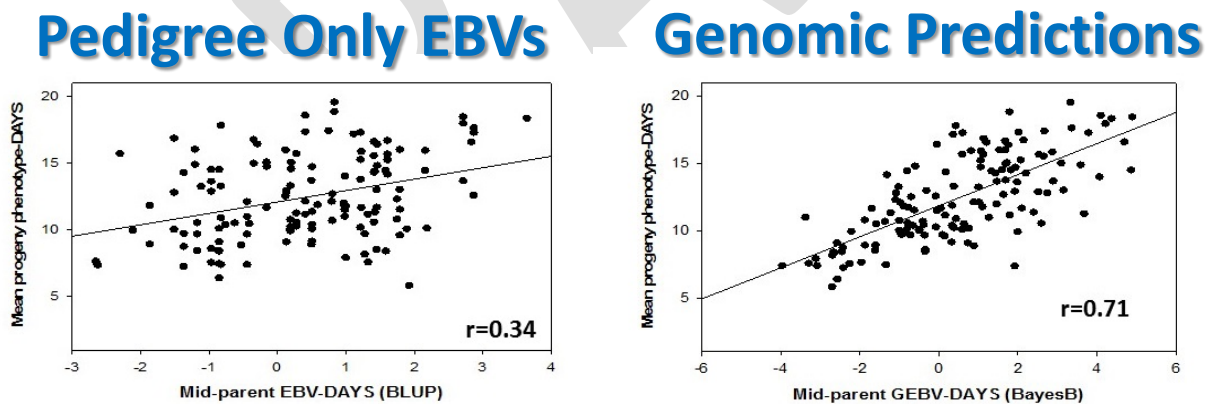 Pedigree Only EBVs
Mean progeny phenotype-DAYS
20
15
10
5
r=0.34
-3 -2 -1 0 1 2 3 4
Mid-parent EBV-DAYS (BLUP)
Genomic Predictions
Mean progeny phenotype-DAYS
20
15
10
5
r=0.71
-6 -4 -2 0 2 4 6
Mid-parent GEBV-DAYS (BayesB)